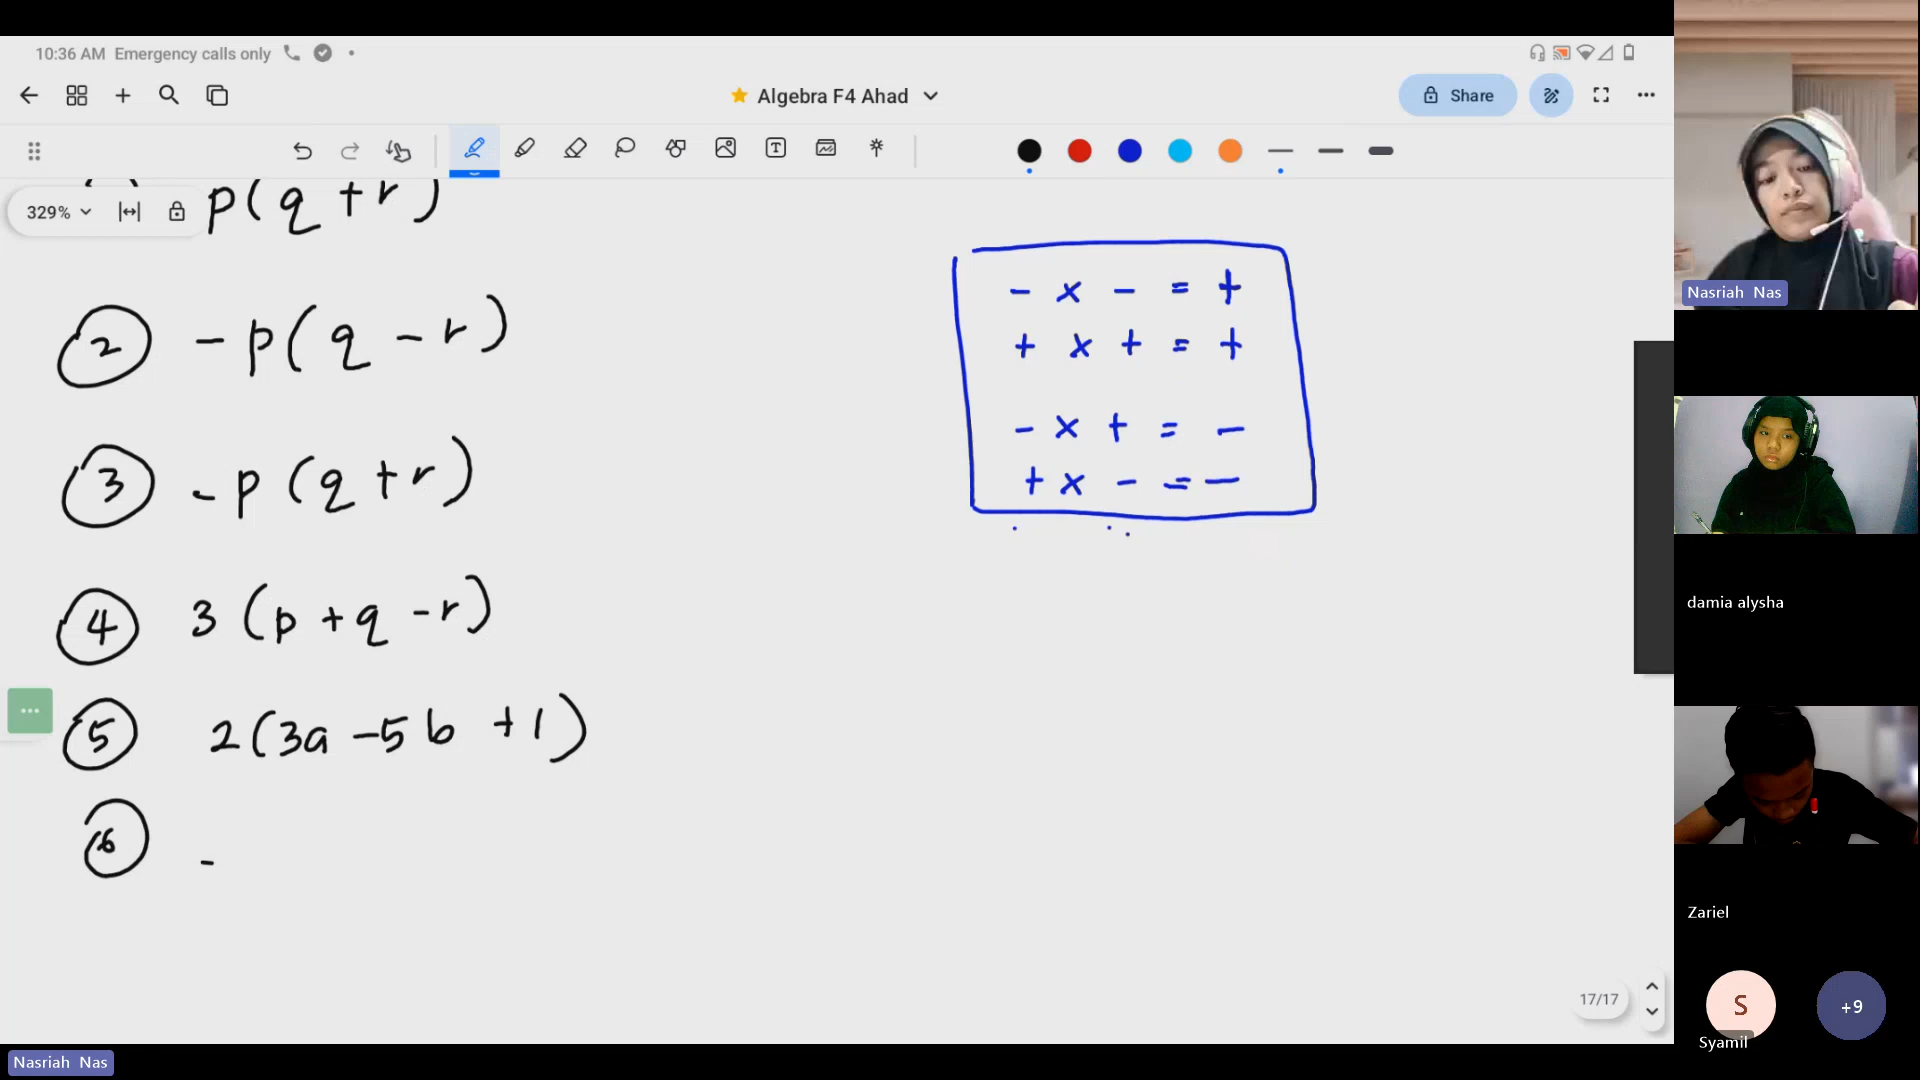 10:36 AM Emergency calls only
Algebra F4 Ahad
Share
329%
p(q+r)
② -p(q-r)
③ -p(q+r)
④ 3(p+q-r)
⑤ 2(3a-5b+1)
⑥ -
- x - = +
+ x + = +
- x + = -
+ x - = -
17/17
Nasriah Nas
Nasriah Nas
damia alysha
Zariel
S
Syamil
+9